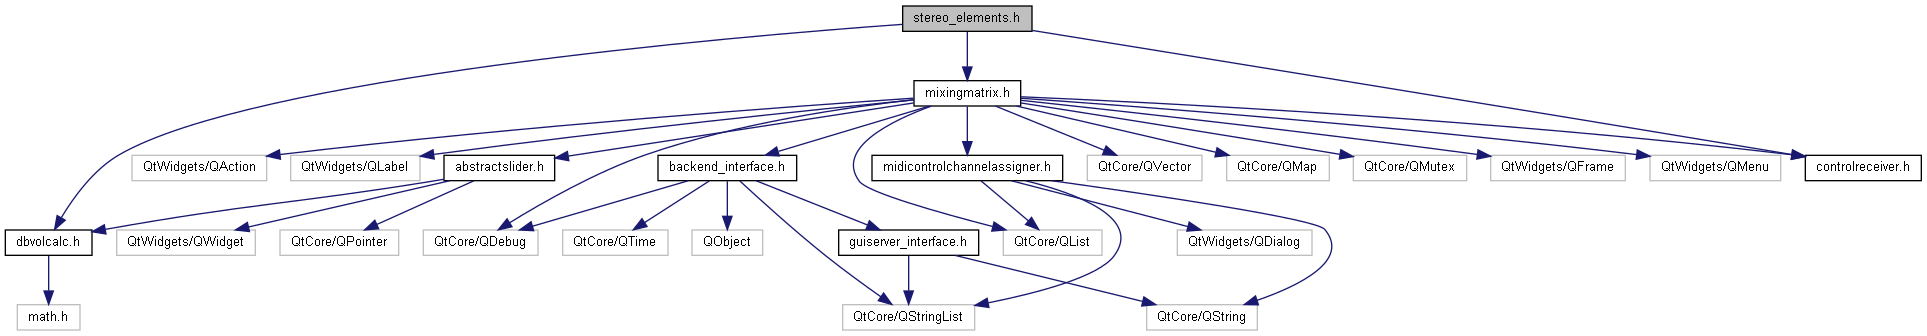 stereo_elements.h
mixingmatrix.h
QtWidgets/QAction
QtWidgets/QLabel
abstractslider.h
backend_interface.h
midicontrolchannelassigner.h
QtCore/QVector
QtCore/QMap
QtCore/QMutex
QtWidgets/QFrame
QtWidgets/QMenu
controlreceiver.h
dbvolcalc.h
QtWidgets/QWidget
QtCore/QPointer
QtCore/QDebug
QtCore/QTime
QObject
guiserver_interface.h
QtCore/QList
QtWidgets/QDialog
math.h
QtCore/QStringList
QtCore/QString